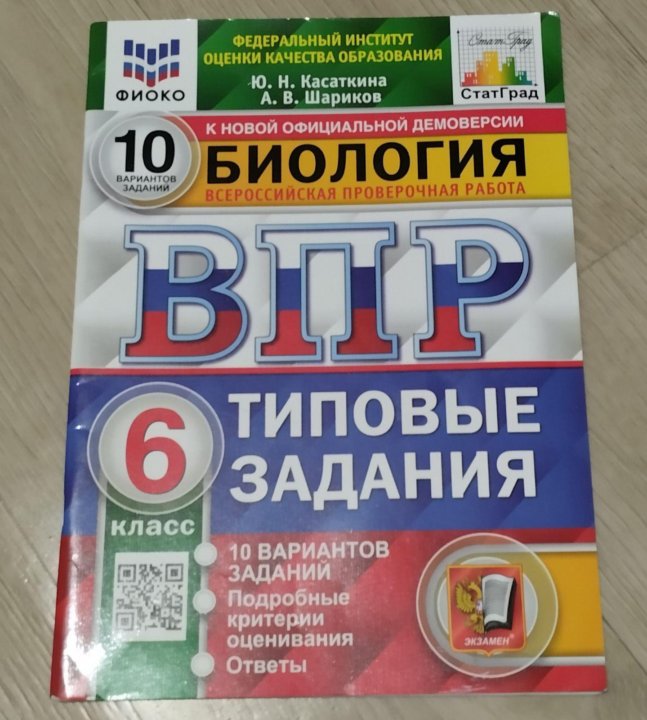 ФИОКО
ФЕДЕРАЛЬНЫЙ ИНСТИТУТ
ОЦЕНКИ КАЧЕСТВА ОБРАЗОВАНИЯ
Ю. Н. Касаткина
А. В. Шариков
СтатГрад
СтатГрад
К НОВОЙ ОФИЦИАЛЬНОЙ ДЕМОВЕРСИИ
10
ВАРИАНТОВ
ЗАДАНИЙ
БИОЛОГИЯ
ВСЕРОССИЙСКАЯ ПРОВЕРОЧНАЯ РАБОТА
ВПР
6
КЛАСС
ТИПОВЫЕ
ЗАДАНИЯ
10 ВАРИАНТОВ
ЗАДАНИЙ
Подробные
критерии
оценивания
Ответы
ЭКЗАМЕН®